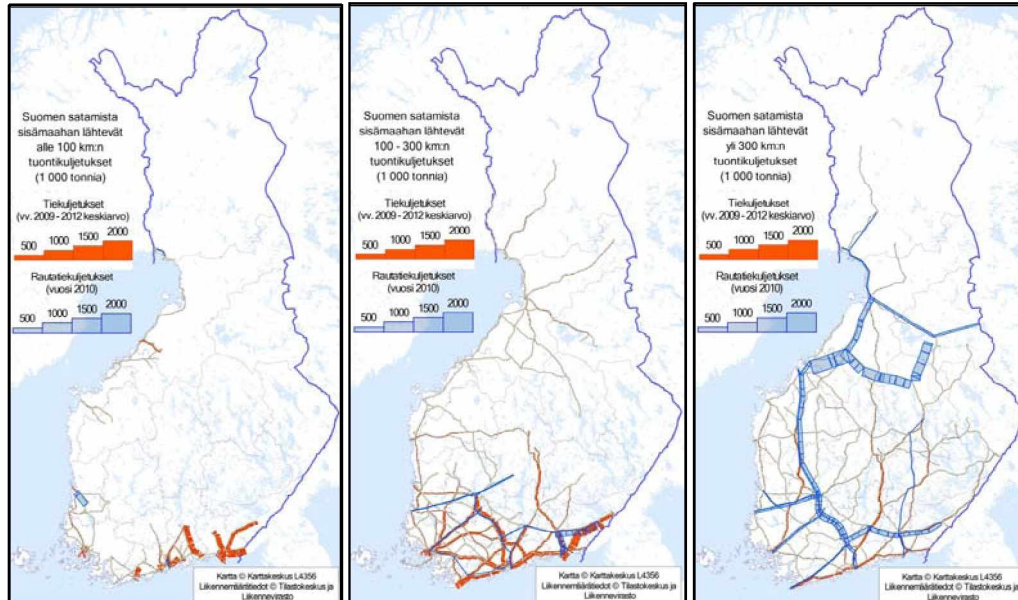 Suomen satamista
sisämaahan lähtevät
alle 100 km:n
tuontikuljetukset
(1 000 tonnia)
Tiekuljetukset
(vv. 2009 - 2012 keskiarvo)
500 1000 1500 2000
Rautatiekuljetukset
(vuosi 2010)
500 1000 1500 2000
Kartta © Karttakeskus L4356
Liikennemäärätiedot © Tilastokeskus ja
Liikennevirasto
Suomen satamista
sisämaahan lähtevät
100 - 300 km:n
tuontikuljetukset
(1 000 tonnia)
Tiekuljetukset
(vv. 2009 - 2012 keskiarvo)
500 1000 1500 2000
Rautatiekuljetukset
(vuosi 2010)
500 1000 1500 2000
Kartta © Karttakeskus L4356
Liikennemäärätiedot © Tilastokeskus ja
Liikennevirasto
Suomen satamista
sisämaahan lähtevät
yli 300 km:n
tuontikuljetukset
(1 000 tonnia)
Tiekuljetukset
(vv. 2009 - 2012 keskiarvo)
500 1000 1500 2000
Rautatiekuljetukset
(vuosi 2010)
500 1000 1500 2000
Kartta © Karttakeskus L4356
Liikennemäärätiedot © Tilastokeskus ja
Liikennevirasto